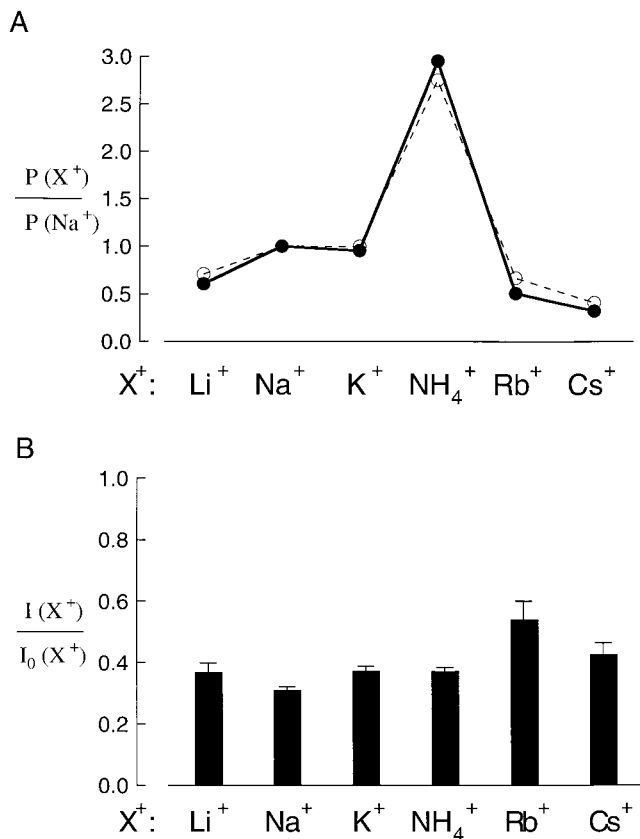 A
3.0
2.5
2.0
1.5
1.0
0.5
0.0
P (X⁺)
P (Na⁺)
X⁺: Li⁺ Na⁺ K⁺ NH₄⁺ Rb⁺ Cs⁺
B
1.0
0.8
0.6
0.4
0.2
0.0
I (X⁺)
I₀ (X⁺)
X⁺: Li⁺ Na⁺ K⁺ NH₄⁺ Rb⁺ Cs⁺